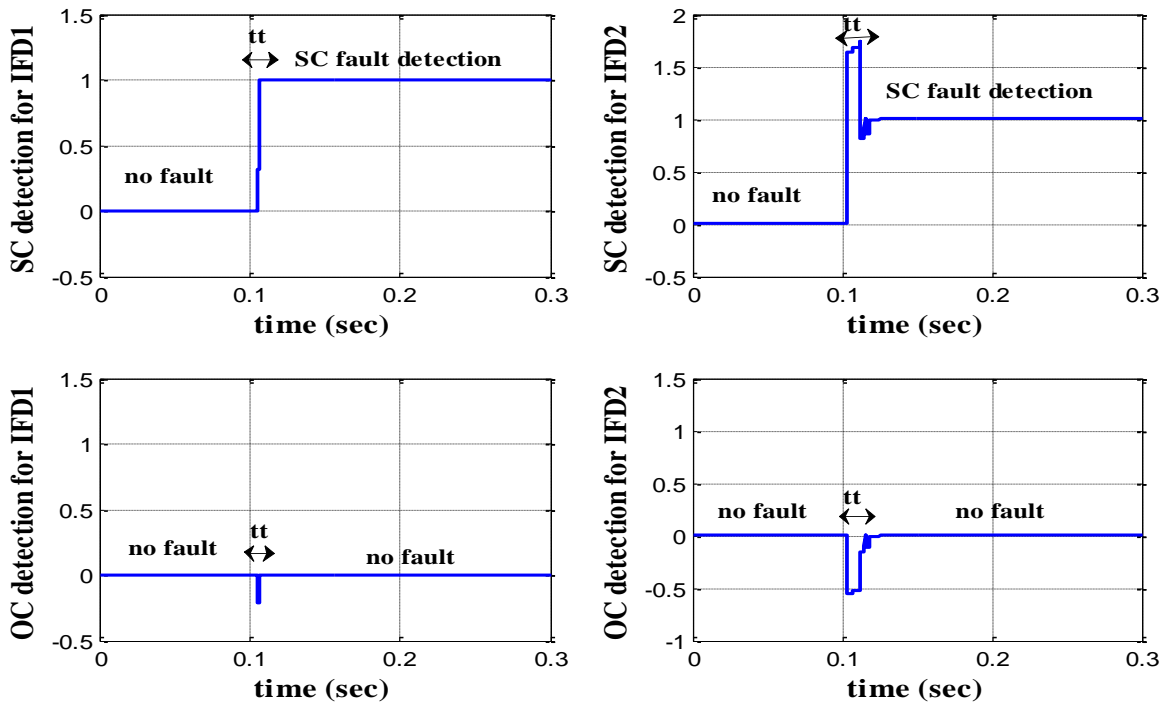 SC detection for IFD1
1.5
1
0.5
0
-0.5
tt
SC fault detection
no fault
0
0.1
0.2
0.3
time (sec)
SC detection for IFD2
2
1.5
1
0.5
0
-0.5
tt
SC fault detection
no fault
0
0.1
0.2
0.3
time (sec)
OC detection for IFD1
1.5
1
0.5
0
-0.5
tt
no fault
no fault
0
0.1
0.2
0.3
time (sec)
OC detection for IFD2
1.5
1
0.5
0
-0.5
-1
tt
no fault
no fault
0
0.1
0.2
0.3
time (sec)